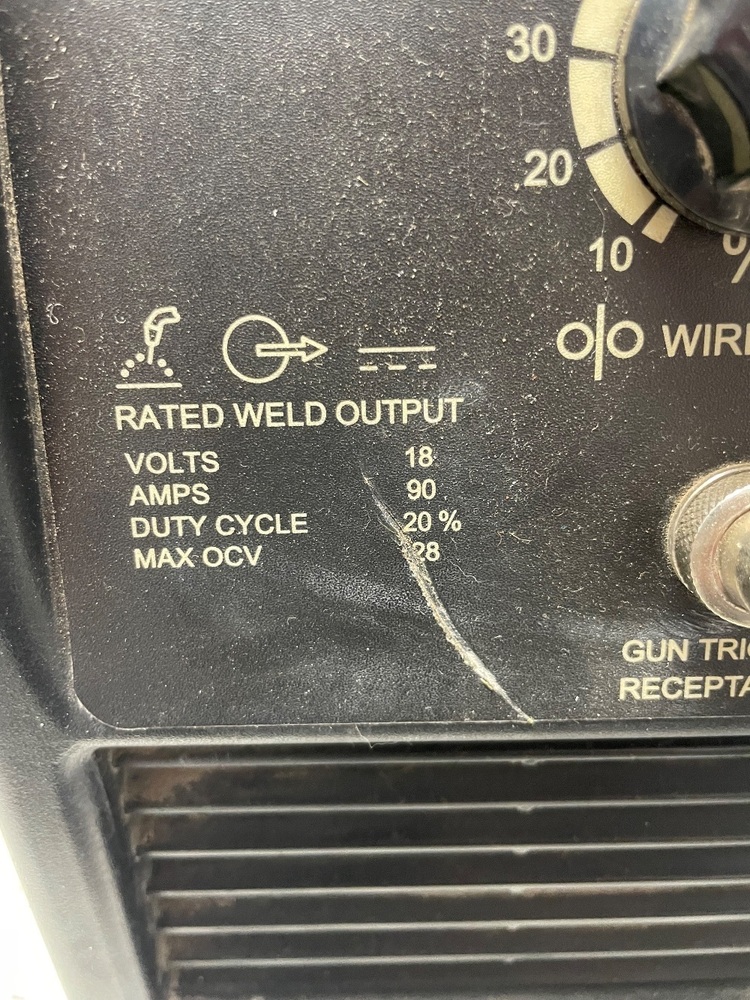 30
20
10
%
WIR
RATED WELD OUTPUT
VOLTS 18
AMPS 90
DUTY CYCLE 20 %
MAX OCV 28
GUN TRI
RECEPTA